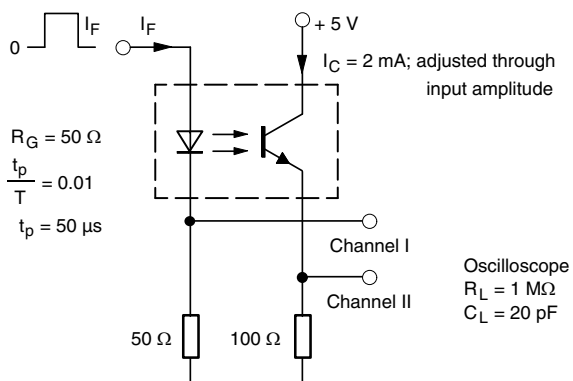 0
I_F
I_F
+ 5 V
I_C = 2 mA; adjusted through
input amplitude
R_G = 50 Ω
t_p
T
= 0.01
t_p = 50 µs
Channel I
Channel II
50 Ω
100 Ω
Oscilloscope
R_L = 1 MΩ
C_L = 20 pF